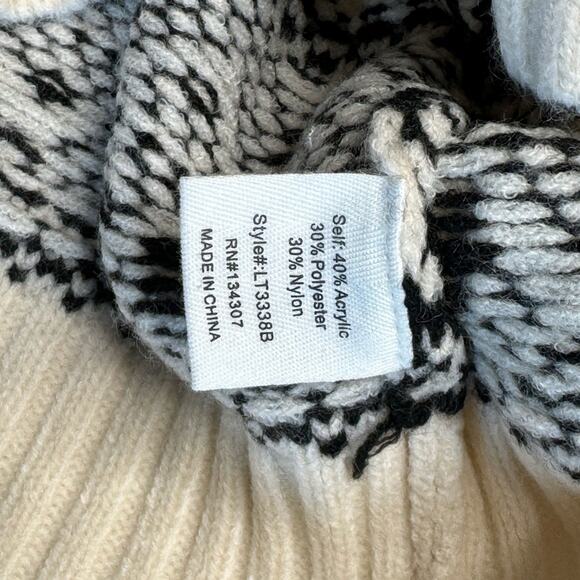 Self: 40% Acrylic
30% Polyester
30% Nylon
Style#:LT3338B
RN#134307
MADE IN CHINA